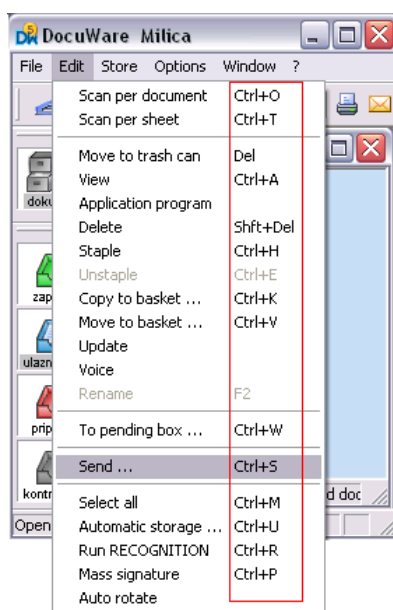 DocuWare Milica
File Edit Store Options Window ?
Scan per document Ctrl+O
Scan per sheet Ctrl+T
Move to trash can Del
View Ctrl+A
Application program
Delete Shft+Del
Staple Ctrl+H
Unstaple Ctrl+E
Copy to basket ... Ctrl+K
Move to basket ... Ctrl+V
Update
Voice
Rename F2
To pending box ... Ctrl+W
Send ... Ctrl+S
Select all Ctrl+M
Automatic storage ... Ctrl+U
Run RECOGNITION Ctrl+R
Mass signature Ctrl+P
Auto rotate
doku
zap
ulazn
prip
kontr
d doc
Open